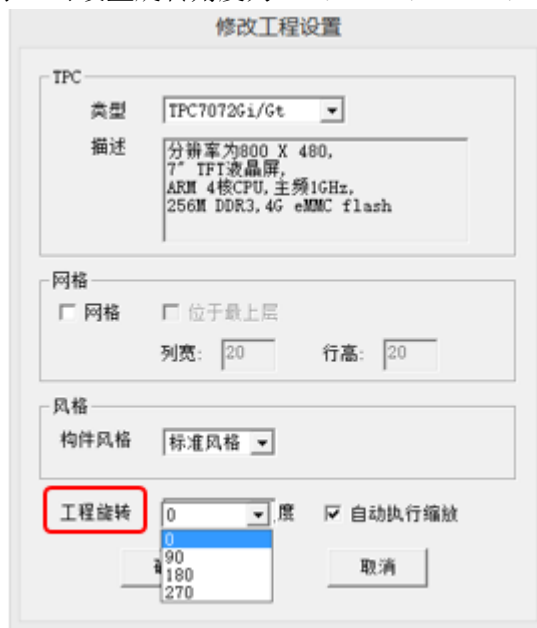 修改工程设置
TPC
类型 TPC7072Gi/Gt
描述 分辨率为800 X 480,
7" TFT液晶屏,
ARM 4核CPU,主频1GHz,
256M DDR3,4G eMMC flash
网格
网格 位于最上层
列宽: 20 行高: 20
风格
构件风格 标准风格
工程旋转 0 度 自动执行缩放
0
90
180
270
取消